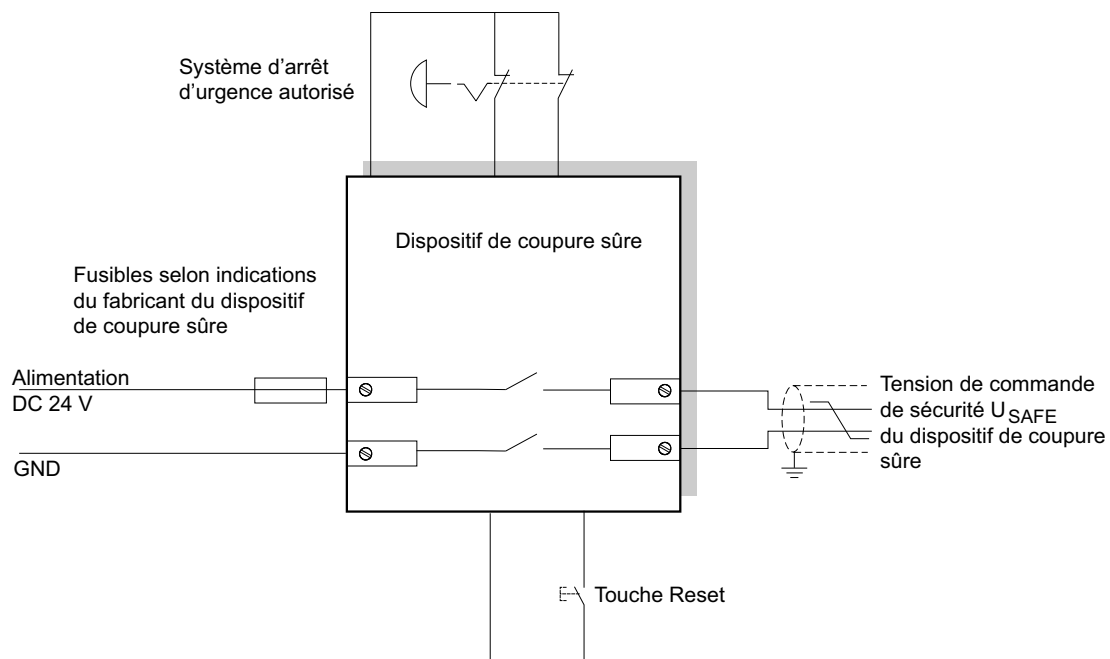 Système d’arrêt
d’urgence autorisé
Dispositif de coupure sûre
Fusibles selon indications
du fabricant du dispositif
de coupure sûre
Alimentation
DC 24 V
GND
Tension de commande
de sécurité USAFE
du dispositif de coupure
sûre
Touche Reset